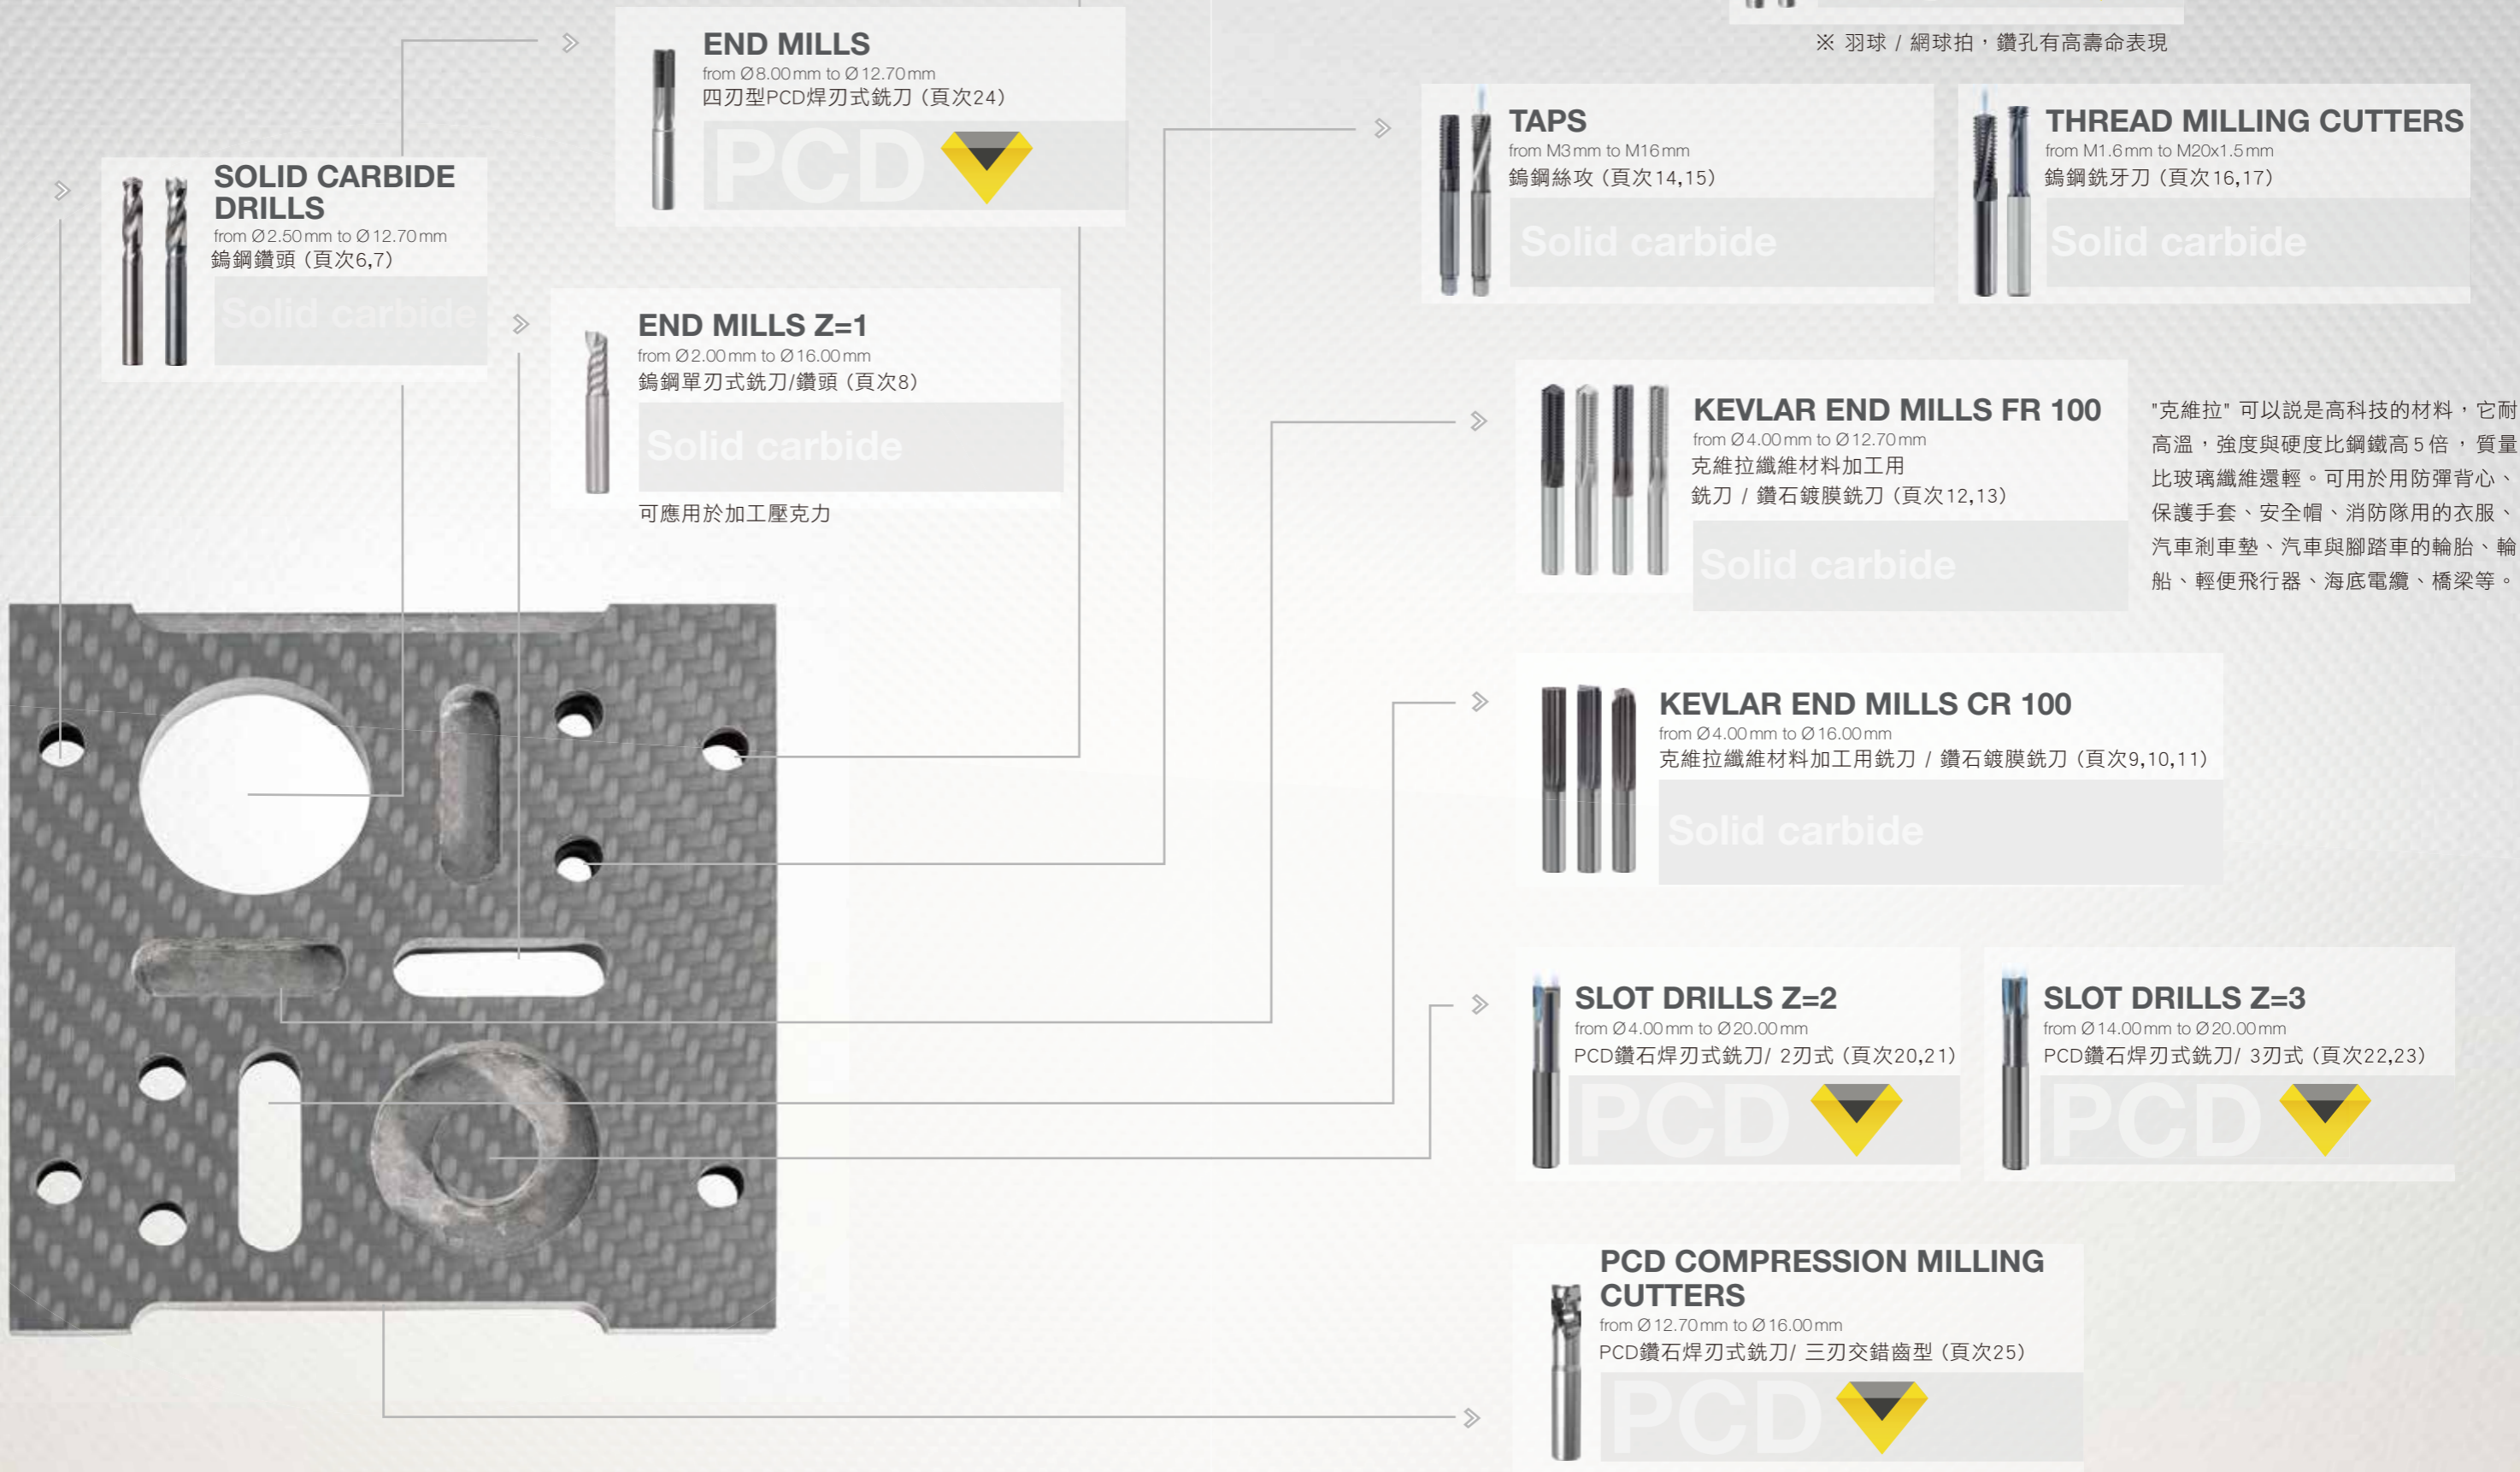 END MILLS
from Ø8.00mm to Ø12.70mm
四刃型PCD焊刃式銑刀 (頁次24)
PCD
SOLID CARBIDE
DRILLS
from Ø2.50mm to Ø12.70mm
鎢鋼鑽頭 (頁次6,7)
Solid carbide
END MILLS Z=1
from Ø2.00mm to Ø16.00mm
鎢鋼單刃式銑刀/鑽頭 (頁次8)
Solid carbide
可應用於加工壓克力
※ 羽球 / 網球拍，鑽孔有高壽命表現
TAPS
from M3mm to M16mm
鎢鋼絲攻 (頁次14,15)
Solid carbide
THREAD MILLING CUTTERS
from M1.6mm to M20x1.5mm
鎢鋼銑牙刀 (頁次16,17)
Solid carbide
KEVLAR END MILLS FR 100
from Ø4.00mm to Ø12.70mm
克維拉纖維材料加工用
銑刀 / 鑽石鍍膜銑刀 (頁次12,13)
Solid carbide
"克維拉" 可以説是高科技的材料，它耐
高溫，強度與硬度比鋼鐵高5倍，質量
比玻璃纖維還輕。可用於用防彈背心、
保護手套、安全帽、消防隊用的衣服、
汽車剎車墊、汽車與腳踏車的輪胎、輪
船、輕便飛行器、海底電纜、橋梁等。
KEVLAR END MILLS CR 100
from Ø4.00mm to Ø16.00mm
克維拉纖維材料加工用銑刀 / 鑽石鍍膜銑刀 (頁次9,10,11)
Solid carbide
SLOT DRILLS Z=2
from Ø4.00mm to Ø20.00mm
PCD鑽石焊刃式銑刀/ 2刃式 (頁次20,21)
PCD
SLOT DRILLS Z=3
from Ø14.00mm to Ø20.00mm
PCD鑽石焊刃式銑刀/ 3刃式 (頁次22,23)
PCD
PCD COMPRESSION MILLING
CUTTERS
from Ø12.70mm to Ø16.00mm
PCD鑽石焊刃式銑刀/ 三刃交錯齒型 (頁次25)
PCD